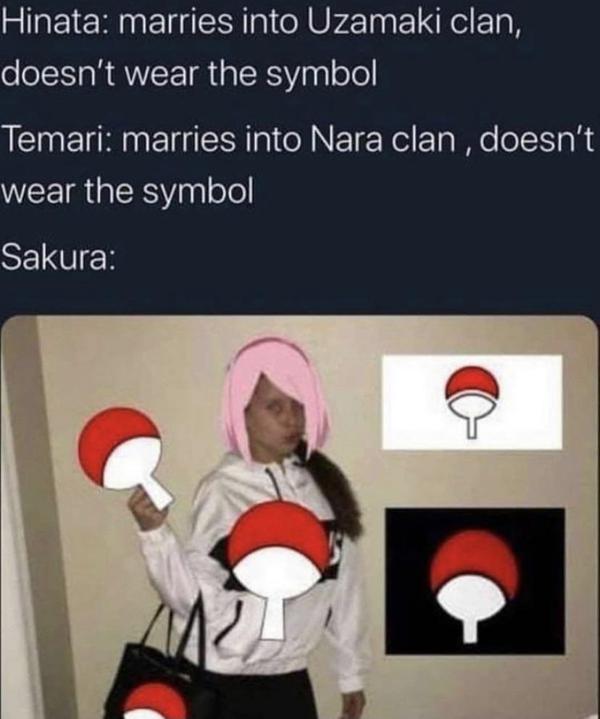 Hinata: marries into Uzamaki clan,
doesn't wear the symbol
Temari: marries into Nara clan , doesn't
wear the symbol
Sakura: